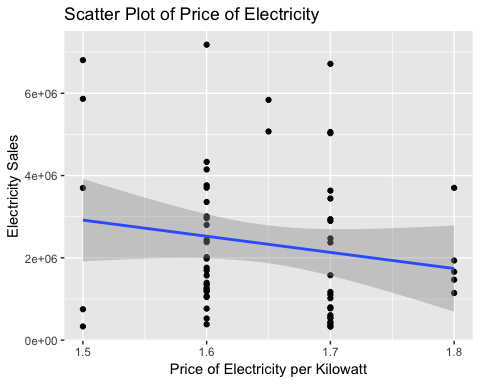 Scatter Plot of Price of Electricity
6e+06
4e+06
2e+06
0e+00
Electricity Sales
1.5 1.6 1.7 1.8
Price of Electricity per Kilowatt